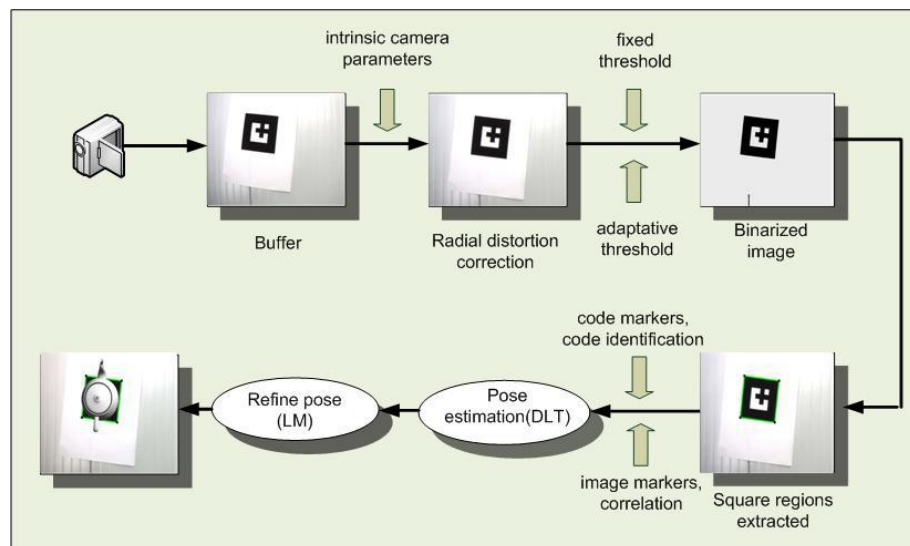 intrinsic camera
parameters
fixed
threshold
Buffer
Radial distortion
correction
adaptative
threshold
Binarized
image
code markers,
code identification
Refine pose
(LM)
Pose
estimation(DLT)
image markers,
correlation
Square regions
extracted